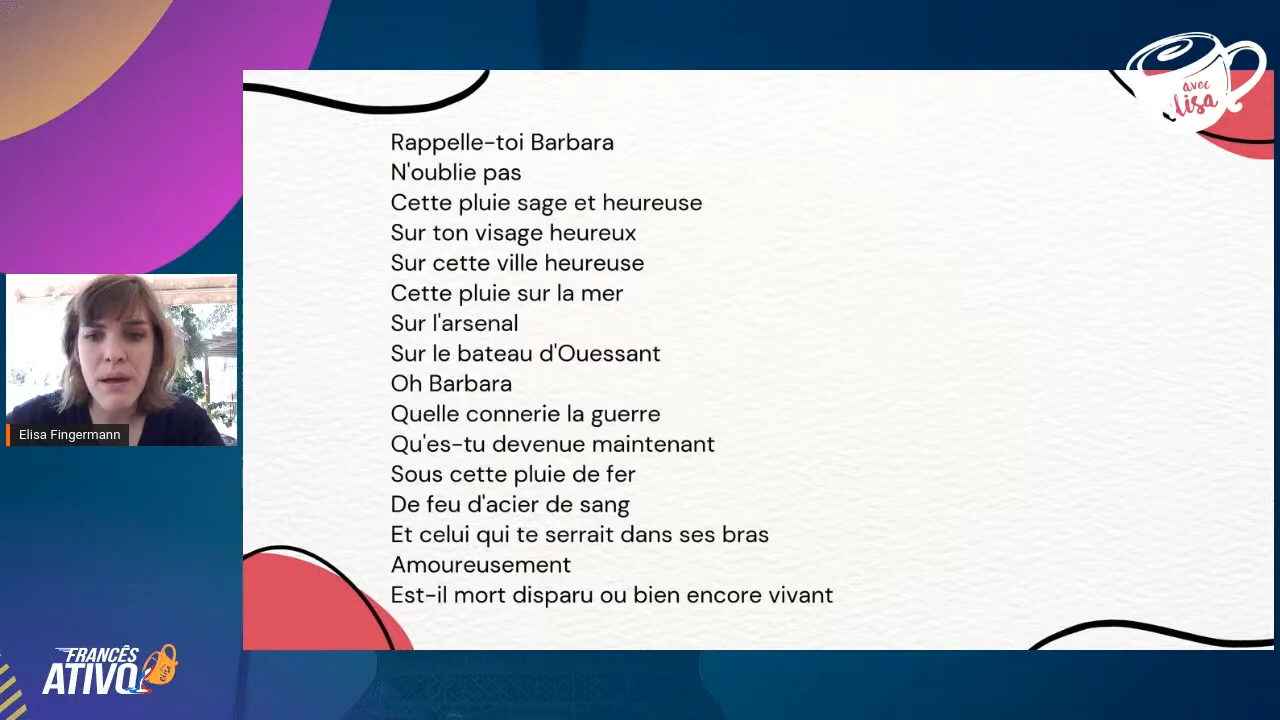 avec
elisa
Rappelle-toi Barbara
N'oublie pas
Cette pluie sage et heureuse
Sur ton visage heureux
Sur cette ville heureuse
Cette pluie sur la mer
Sur l'arsenal
Sur le bateau d'Ouessant
Oh Barbara
Quelle connerie la guerre
Qu'es-tu devenue maintenant
Sous cette pluie de fer
De feu d'acier de sang
Et celui qui te serrait dans ses bras
Amoureusement
Est-il mort disparu ou bien encore vivant
Elisa Fingermann
FRANCÊS
ATIVO